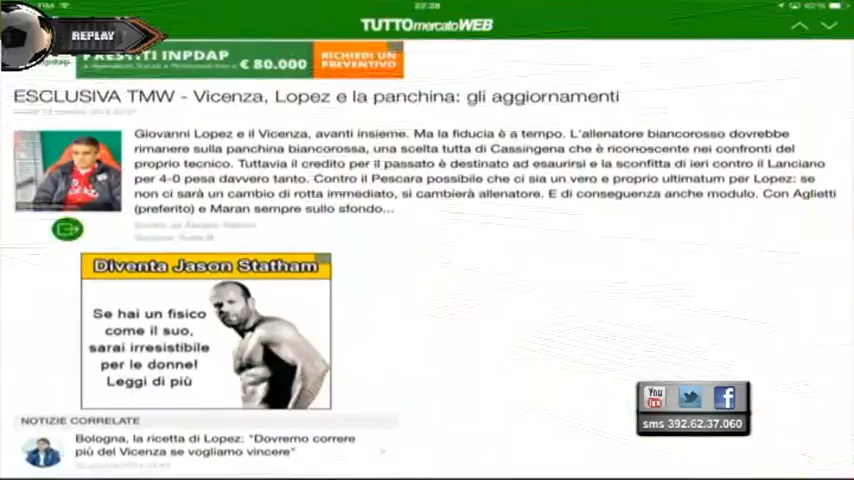 TIM
22:28
62%
REPLAY
TUTTOmercatoWEB
PRESTITI INPDAP
€ 80.000
RICHIEDI UN
PREVENTIVO
ESCLUSIVA TMW - Vicenza, Lopez e la panchina: gli aggiornamenti
Giovanni Lopez e il Vicenza, avanti insieme. Ma la fiducia è a tempo. L'allenatore biancorosso dovrebbe
rimanere sulla panchina biancorossa, una scelta tutta di Cassingena che è riconoscente nei confronti del
proprio tecnico. Tuttavia il credito per il passato è destinato ad esaurirsi e la sconfitta di ieri contro il Lanciano
per 4-0 pesa davvero tanto. Contro il Pescara possibile che ci sia un vero e proprio ultimatum per Lopez: se
non ci sarà un cambio di rotta immediato, si cambierà allenatore. E di conseguenza anche modulo. Con Aglietti
(preferito) e Maran sempre sullo sfondo...
Diventa Jason Statham
Se hai un fisico
come il suo,
sarai irresistibile
per le donne!
Leggi di più
You
sms 392.62.37.060
NOTIZIE CORRELATE
Bologna, la ricetta di Lopez: "Dovremo correre
più del Vicenza se vogliamo vincere"